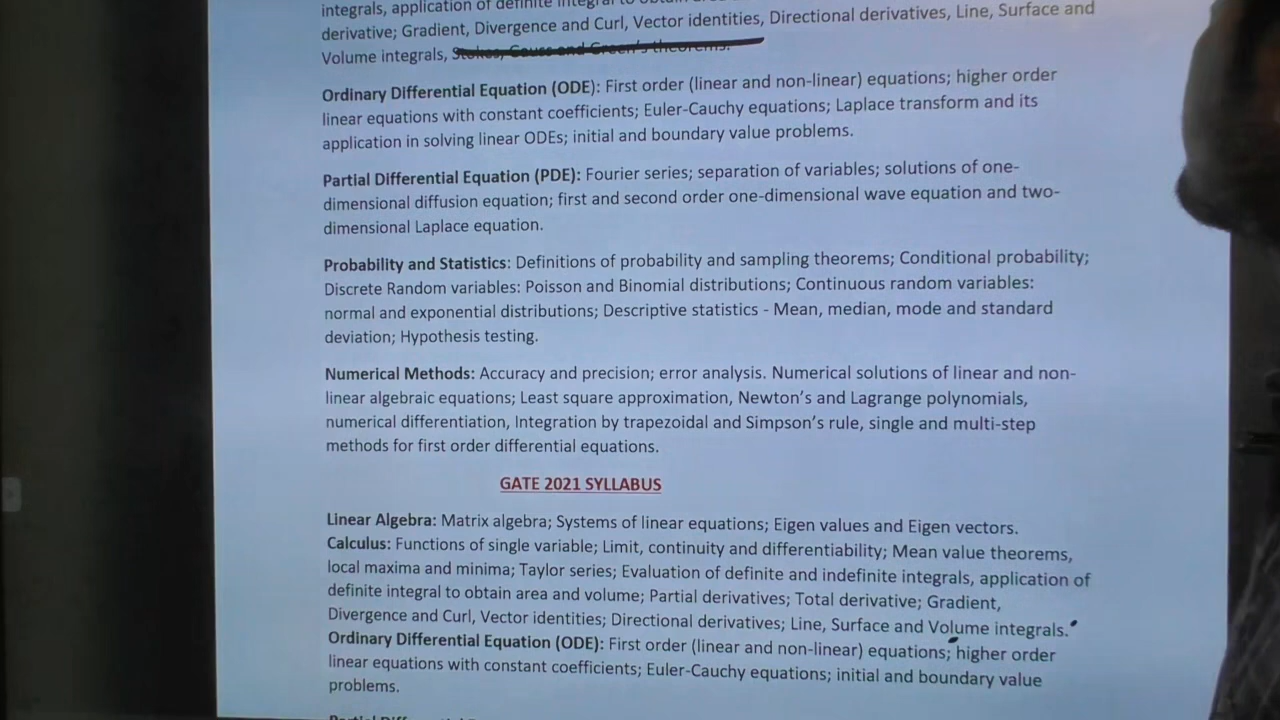 integrals, application of definite integral to obtain
derivative; Gradient, Divergence and Curl, Vector identities, Directional derivatives, Line, Surface and
Volume integrals, Stokes, Gauss and Green's theorems.
Ordinary Differential Equation (ODE): First order (linear and non-linear) equations; higher order
linear equations with constant coefficients; Euler-Cauchy equations; Laplace transform and its
application in solving linear ODEs; initial and boundary value problems.
Partial Differential Equation (PDE): Fourier series; separation of variables; solutions of one-
dimensional diffusion equation; first and second order one-dimensional wave equation and two-
dimensional Laplace equation.
Probability and Statistics: Definitions of probability and sampling theorems; Conditional probability;
Discrete Random variables: Poisson and Binomial distributions; Continuous random variables:
normal and exponential distributions; Descriptive statistics - Mean, median, mode and standard
deviation; Hypothesis testing.
Numerical Methods: Accuracy and precision; error analysis. Numerical solutions of linear and non-
linear algebraic equations; Least square approximation, Newton's and Lagrange polynomials,
numerical differentiation, Integration by trapezoidal and Simpson's rule, single and multi-step
methods for first order differential equations.
GATE 2021 SYLLABUS
Linear Algebra: Matrix algebra; Systems of linear equations; Eigen values and Eigen vectors.
Calculus: Functions of single variable; Limit, continuity and differentiability; Mean value theorems,
local maxima and minima; Taylor series; Evaluation of definite and indefinite integrals, application of
definite integral to obtain area and volume; Partial derivatives; Total derivative; Gradient,
Divergence and Curl, Vector identities; Directional derivatives; Line, Surface and Volume integrals.
Ordinary Differential Equation (ODE): First order (linear and non-linear) equations; higher order
linear equations with constant coefficients; Euler-Cauchy equations; initial and boundary value
problems.